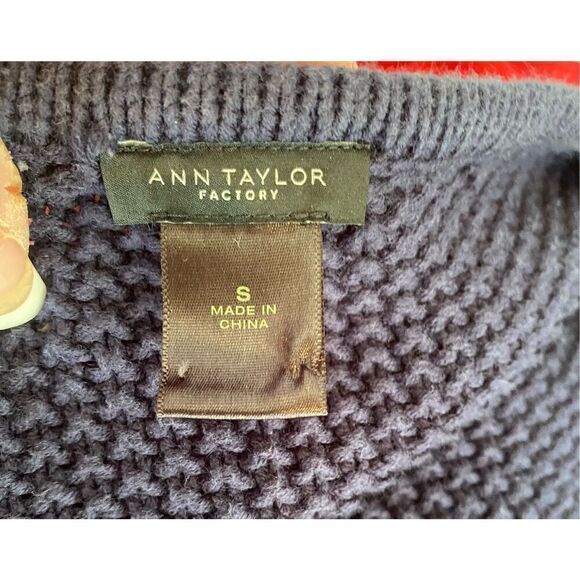 ANN TAYLOR
FACTORY
S
MADE IN
CHINA